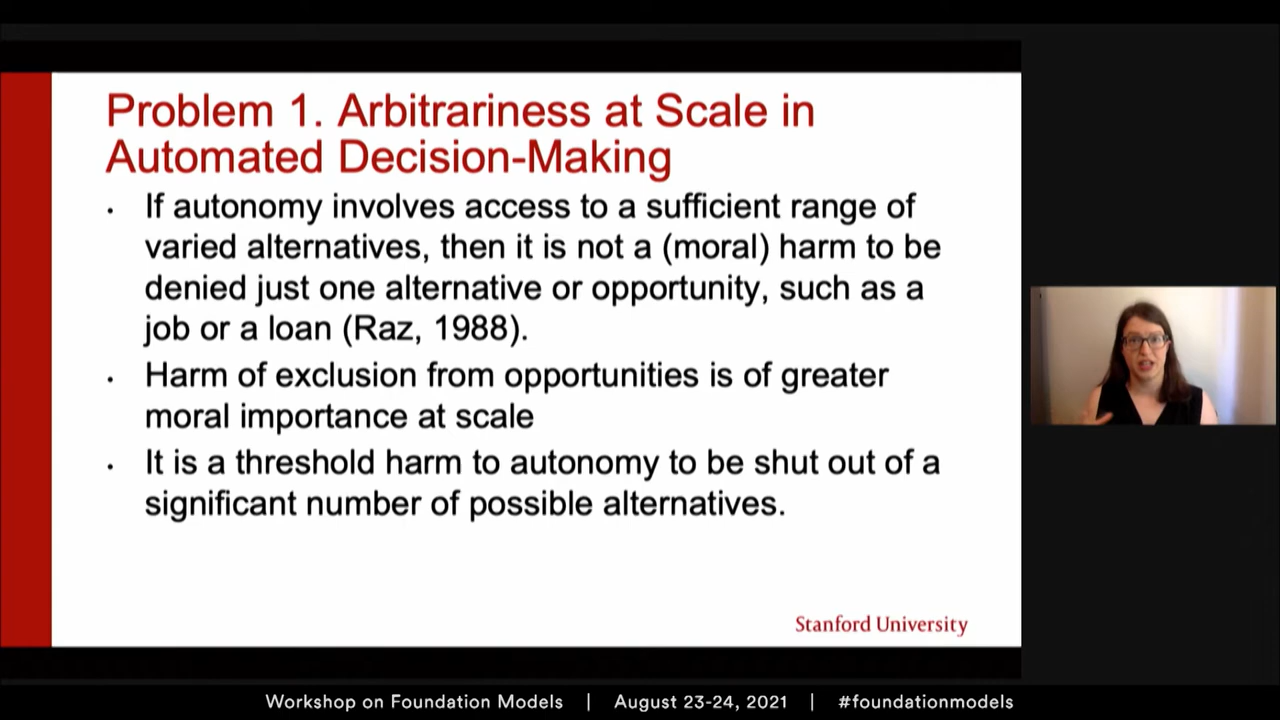 Problem 1. Arbitrariness at Scale in
Automated Decision-Making
• If autonomy involves access to a sufficient range of
varied alternatives, then it is not a (moral) harm to be
denied just one alternative or opportunity, such as a
job or a loan (Raz, 1988).
• Harm of exclusion from opportunities is of greater
moral importance at scale
• It is a threshold harm to autonomy to be shut out of a
significant number of possible alternatives.
Stanford University
Workshop on Foundation Models | August 23-24, 2021 | #foundationmodels